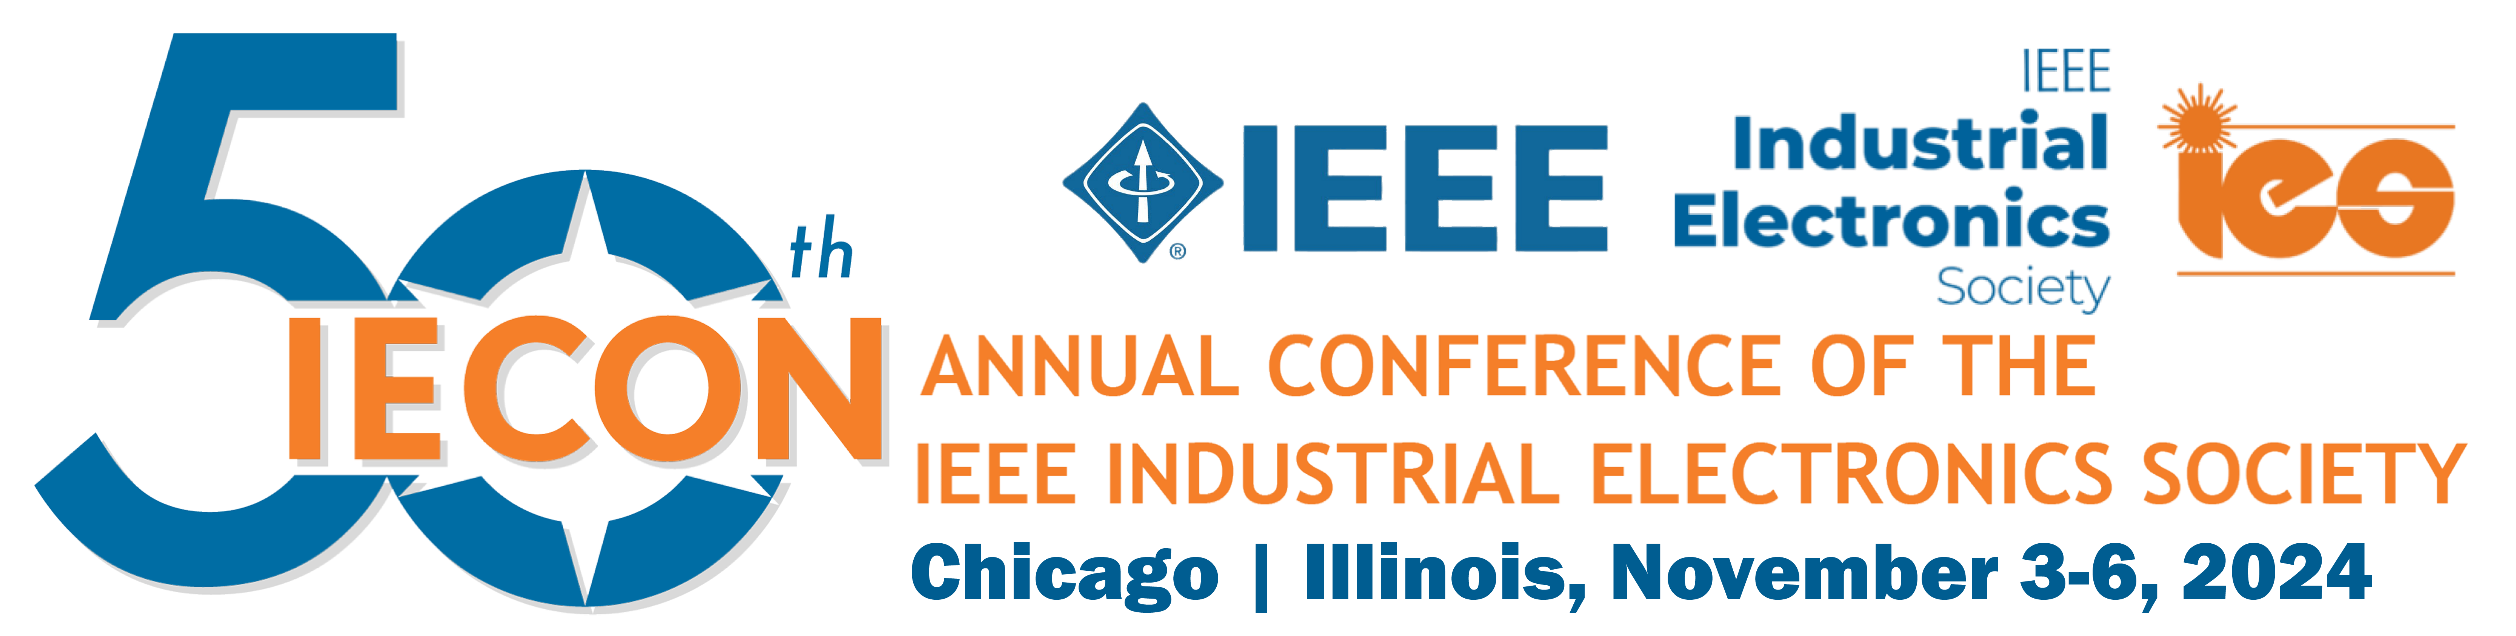 50th
IECON
®
IEEE
IEEE
Industrial
Electronics
Society
ies
ANNUAL CONFERENCE OF THE
IEEE INDUSTRIAL ELECTRONICS SOCIETY
Chicago | Illinois, November 3-6, 2024